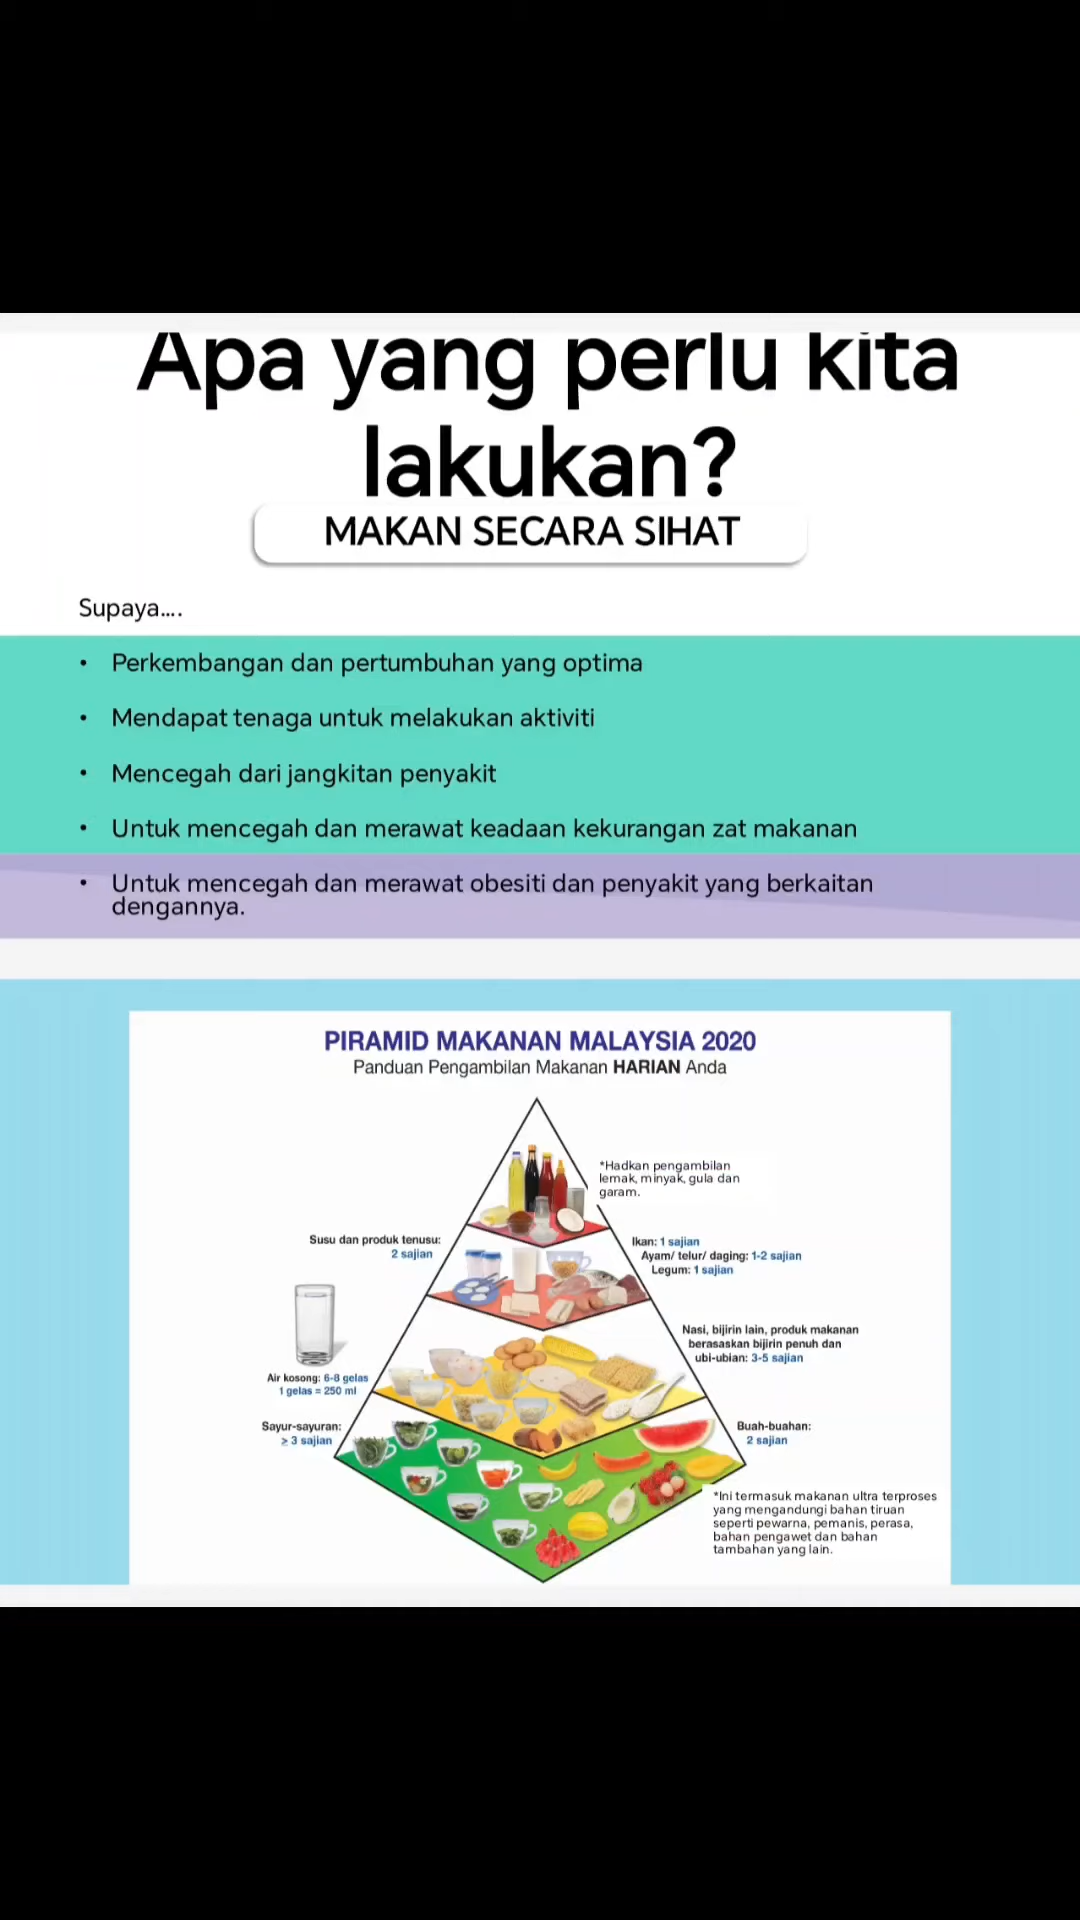 Apa yang perlu kita
lakukan?
MAKAN SECARA SIHAT
Supaya....
• Perkembangan dan pertumbuhan yang optima
• Mendapat tenaga untuk melakukan aktiviti
• Mencegah dari jangkitan penyakit
• Untuk mencegah dan merawat keadaan kekurangan zat makanan
• Untuk mencegah dan merawat obesiti dan penyakit yang berkaitan
dengannya.
PIRAMID MAKANAN MALAYSIA 2020
Panduan Pengambilan Makanan HARIAN Anda
*Hadkan pengambilan
lemak, minyak, gula dan
garam.
Susu dan produk tenusu:
2 sajian
Ikan: 1 sajian
Ayam/ telur/ daging: 1-2 sajian
Legum: 1 sajian
Nasi, bijirin lain, produk makanan
berasaskan bijirin penuh dan
ubi-ubian: 3-5 sajian
Air kosong: 6-8 gelas
1 gelas = 250 ml
Sayur-sayuran:
≥ 3 sajian
Buah-buahan:
2 sajian
*Ini termasuk makanan ultra terproses
yang mengandungi bahan tiruan
seperti pewarna, pemanis, perasa,
bahan pengawet dan bahan
tambahan yang lain.